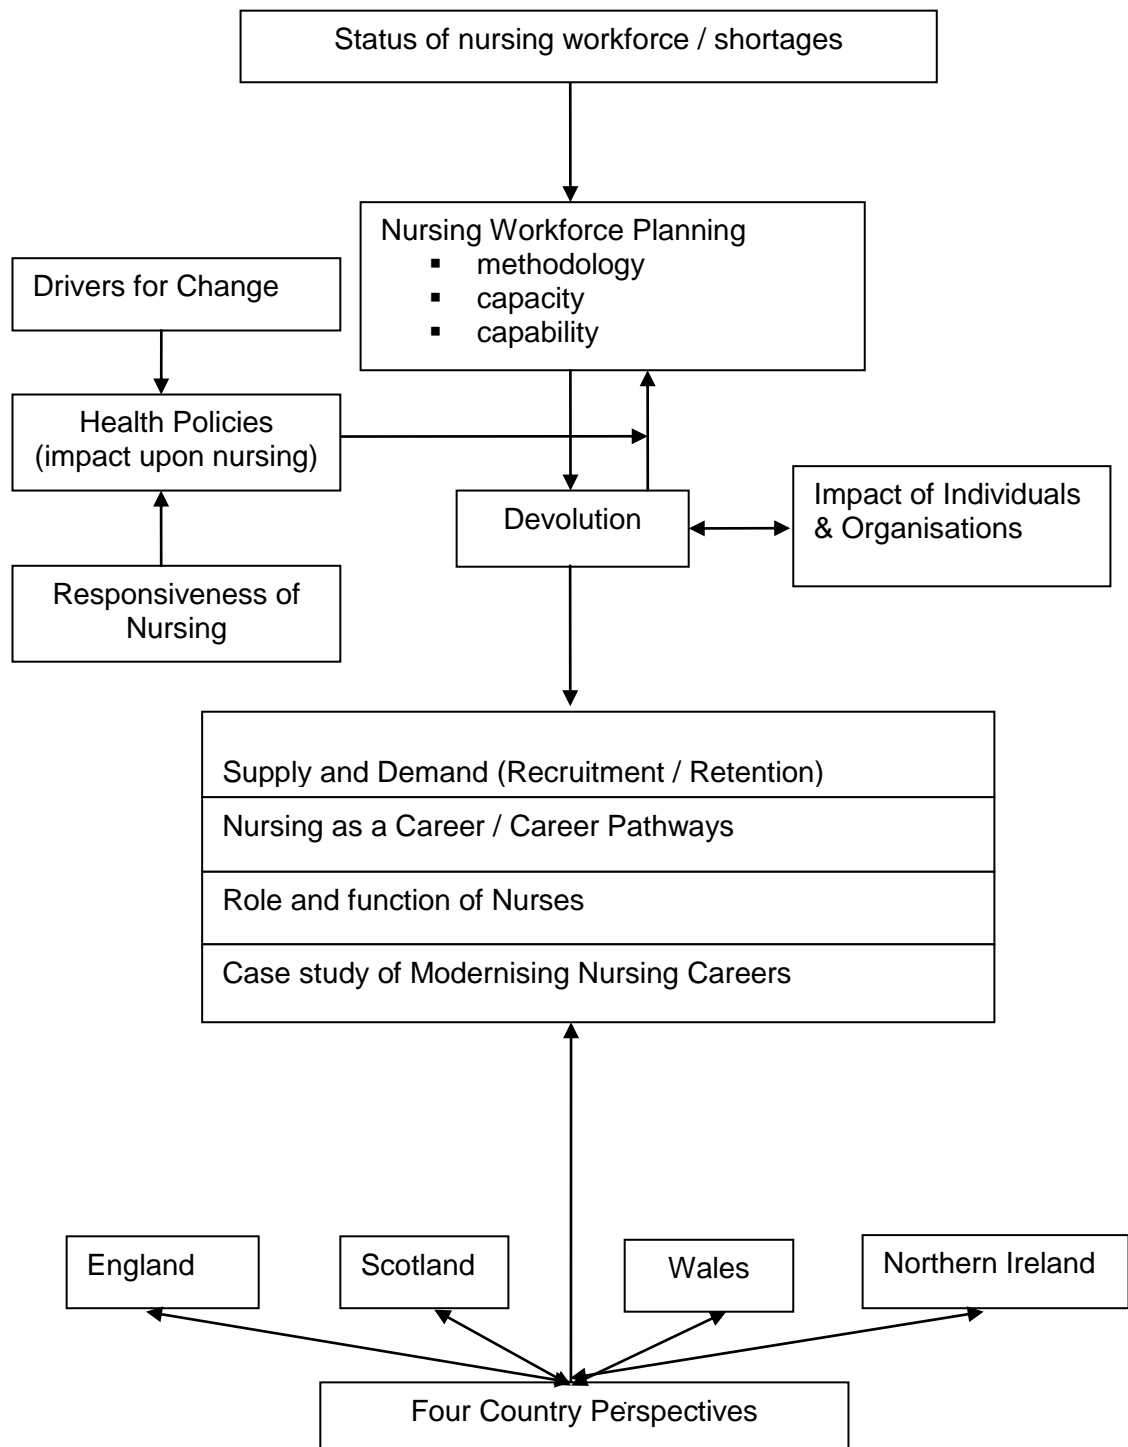 Status of nursing workforce / shortages
Nursing Workforce Planning
▪ methodology
▪ capacity
▪ capability
Drivers for Change
Health Policies
(impact upon nursing)
Responsiveness of
Nursing
Devolution
Impact of Individuals
& Organisations
Supply and Demand (Recruitment / Retention)
Nursing as a Career / Career Pathways
Role and function of Nurses
Case study of Modernising Nursing Careers
England
Scotland
Wales
Northern Ireland
Four Country Perspectives